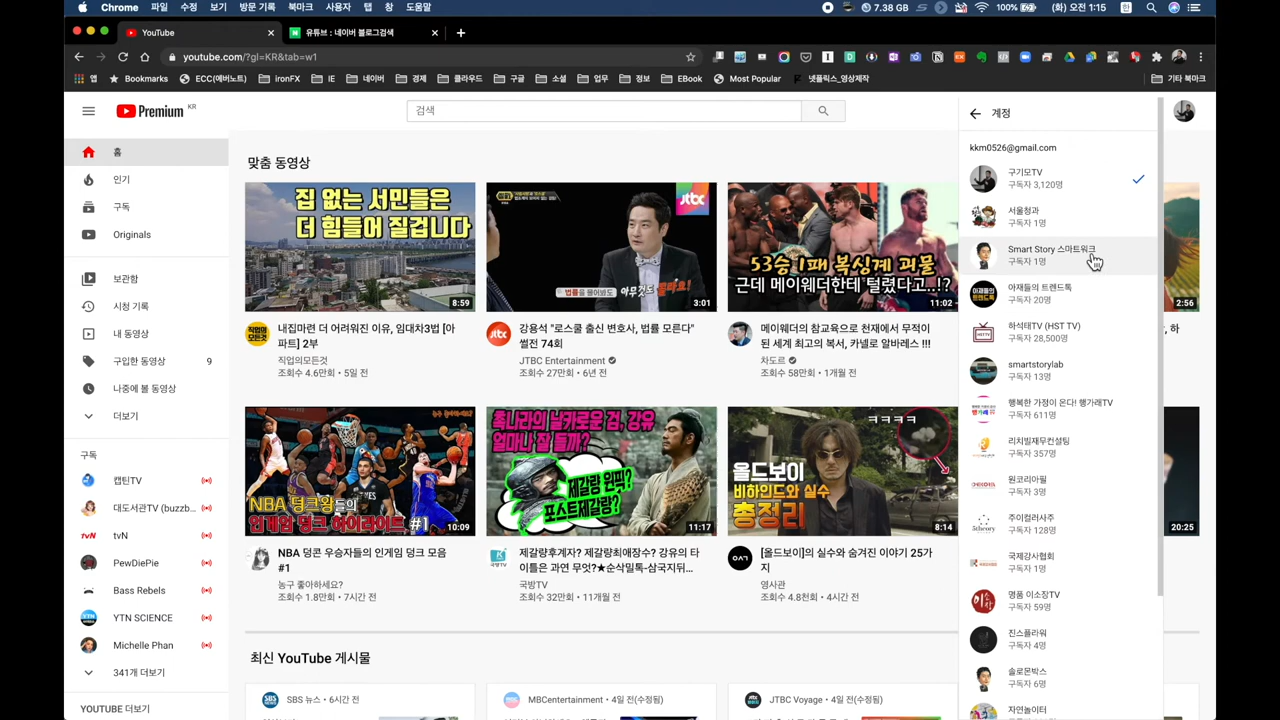 Chrome 파일 수정 보기 방문 기록 북마크 사용자 탭 창 도움말
7.38 GB 100% (화) 오전 1:15
YouTube
유튜브 : 네이버 블로그검색
youtube.com/?gl=KR&tab=w1
앱 Bookmarks ECC(에버노트) ironFX IE 네이버 경제 클라우드 구글 소설 업무 정보 EBook Most Popular 넷플릭스_영상제작 기타 북마크
Premium KR
검색
홈
인기
구독
Originals
보관함
시청 기록
내 동영상
구입한 동영상 9
나중에 볼 동영상
더보기
구독
캡틴TV
대도서관TV (buzzb...
tvN
PewDiePie
Bass Rebels
YTN SCIENCE
Michelle Phan
341개 더보기
YOUTUBE 더보기
맞춤 동영상
집 없는 서민들은
더 힘들어 질겁니다
8:59
내집마련 더 어려워진 이유, 임대차3법 [아
파트] 2부
직업의모든것
조회수 4.6만회 • 5일 전
jtbc
법률를 물어봐도
아무것도 몰라요!
3:01
강용석 "로스쿨 출신 변호사, 법률 모른다"
썰전 74회
JTBC Entertainment
조회수 27만회 • 6년 전
53승 1패 복싱계 괴물
근데 메이웨더한테 털렸다고...!?
11:02
메이웨더의 참교육으로 천재에서 무적이
된 세계 최고의 복서, 카넬로 알바레스 !!!
차도르
조회수 58만회 • 1개월 전
2:56
NBA 덩크왕들의
인게임 덩크 하이라이트 #1
10:09
NBA 덩콘 우승자들의 인게임 덩크 모음
#1
농구 좋아하세요?
조회수 1.8만회 • 7시간 전
촉나라의 날카로운 검, 강유
얼마나 잘 뜰까?
제갈량 원픽?
포스트제갈량?
11:17
제갈량후계자? 제갈량최애장수? 강유의 타
이틀은 과연 무엇?★순삭밀톡-삼국지뒤...
국방TV
조회수 32만회 • 11개월 전
ㅋㅋㅋㅋ
올드보이
비하인드와 실수
총정리
8:14
[올드보이]의 실수와 숨겨진 이야기 25가
지
영사관
조회수 4.8천회 • 4시간 전
20:25
최신 YouTube 게시물
SBS 뉴스 • 6시간 전
MBCentertainment • 4일 전(수정됨)
JTBC Voyage • 4일 전(수정됨)
계정
kkm0526@gmail.com
구기모TV
구독자 3,120명
서울청과
구독자 1명
Smart Story 스마트워크
구독자 1명
아재들의 트렌드톡
구독자 20명
하석태TV (HST TV)
구독자 28,500명
smartstorylab
구독자 13명
행복한 가정이 온다! 행가래TV
구독자 611명
리치빌재무컨설팅
구독자 357명
원코리아필
구독자 3명
주이컬러사주
구독자 128명
국제강사협회
구독자 1명
명품 이소장TV
구독자 59명
진스플라워
구독자 4명
솔로몬박스
구독자 6명
자연놀이터